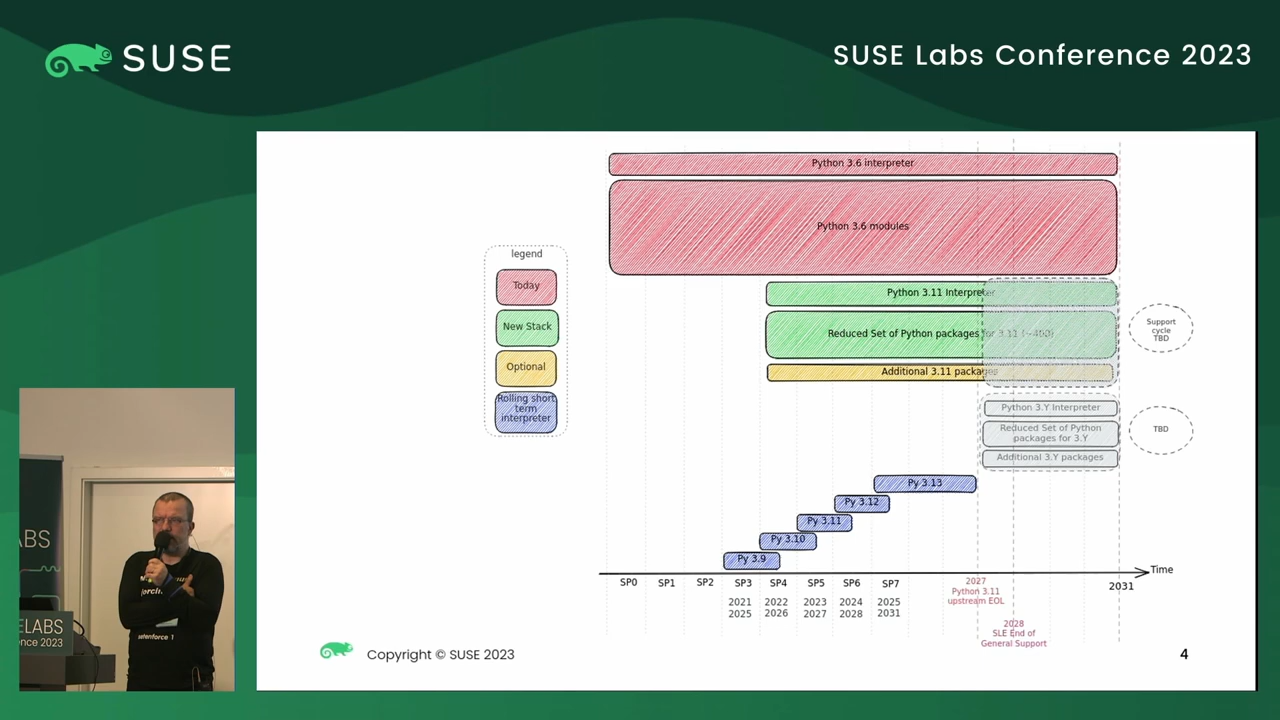 SUSE
SUSE Labs Conference 2023
Python 3.6 interpreter
Python 3.6 modules
legend
Today
New Stack
Optional
Rolling short
term
interpreter
Python 3.11 Interpreter
Reduced Set of Python packages for 3.11 (~400)
Additional 3.11 packages
Support
cycle
TBD
Python 3.Y Interpreter
Reduced Set of Python
packages for 3.Y
Additional 3.Y packages
TBD
Py 3.13
Py 3.12
Py 3.11
Py 3.10
Py 3.9
Time
SP0 SP1 SP2 SP3 SP4 SP5 SP6 SP7
2021 2022 2023 2024 2025
2025 2026 2027 2028 2031
2027
Python 3.11
upstream EOL
2028
SLE End of
General Support
2031
Copyright © SUSE 2023
4
ABS
ELABS
ence 2023